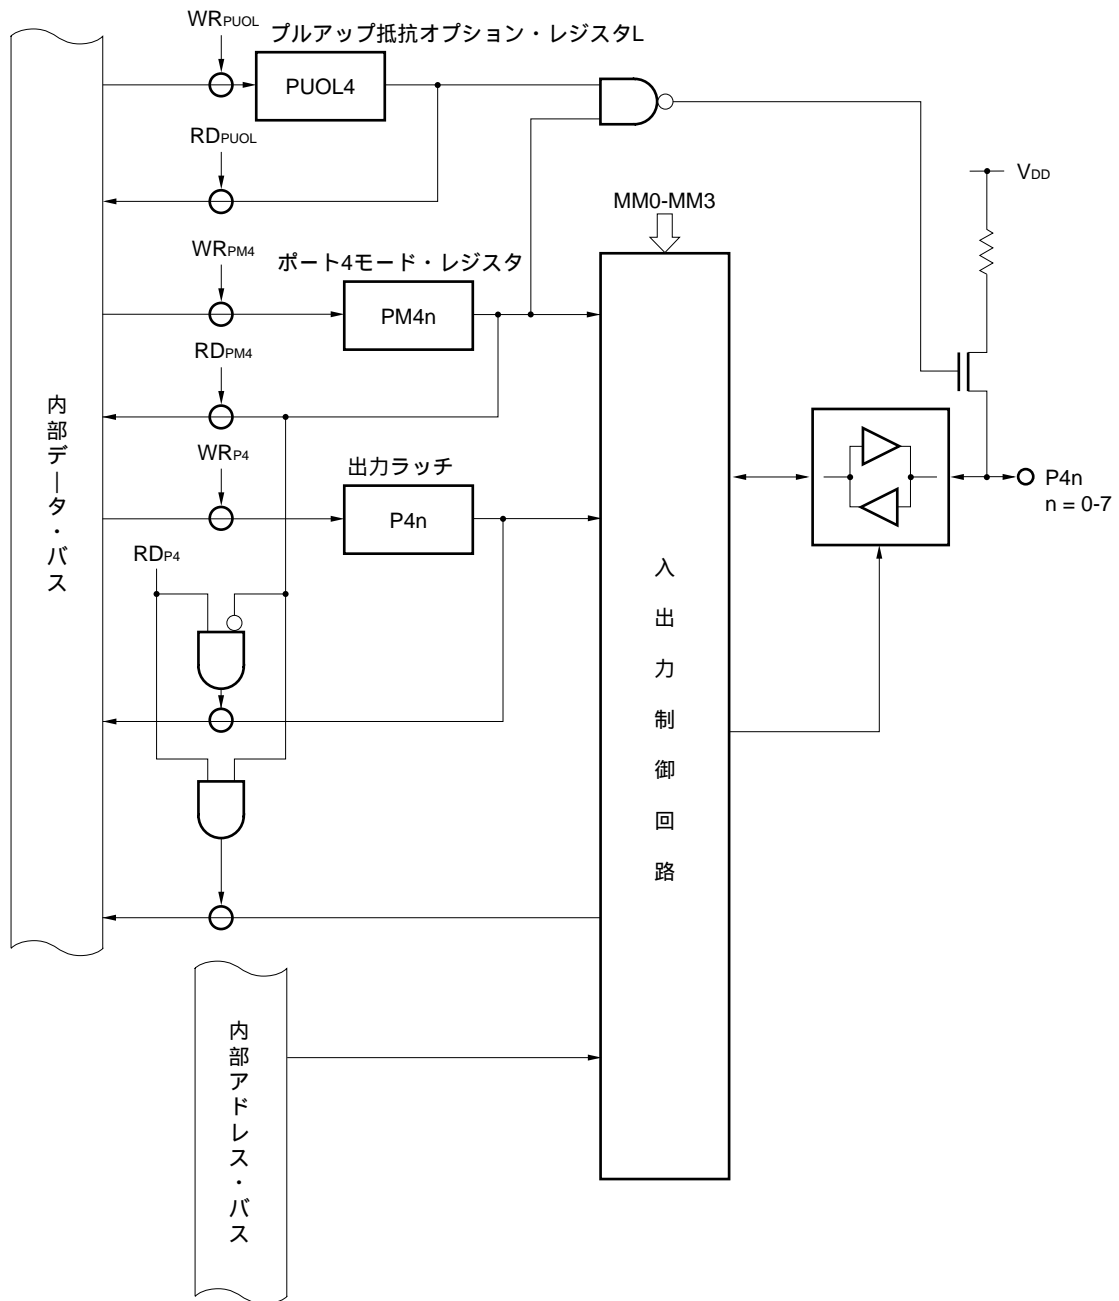 WRPUOL
プルアップ抵抗オプション・レジスタL
PUOL4
RDPUOL
VDD
MM0-MM3
WRPM4
ポート4モード・レジスタ
PM4n
RDPM4
内部データ・バス
WRP4
出力ラッチ
P4n
P4n
n = 0-7
RDP4
入出力制御回路
内部アドレス・バス